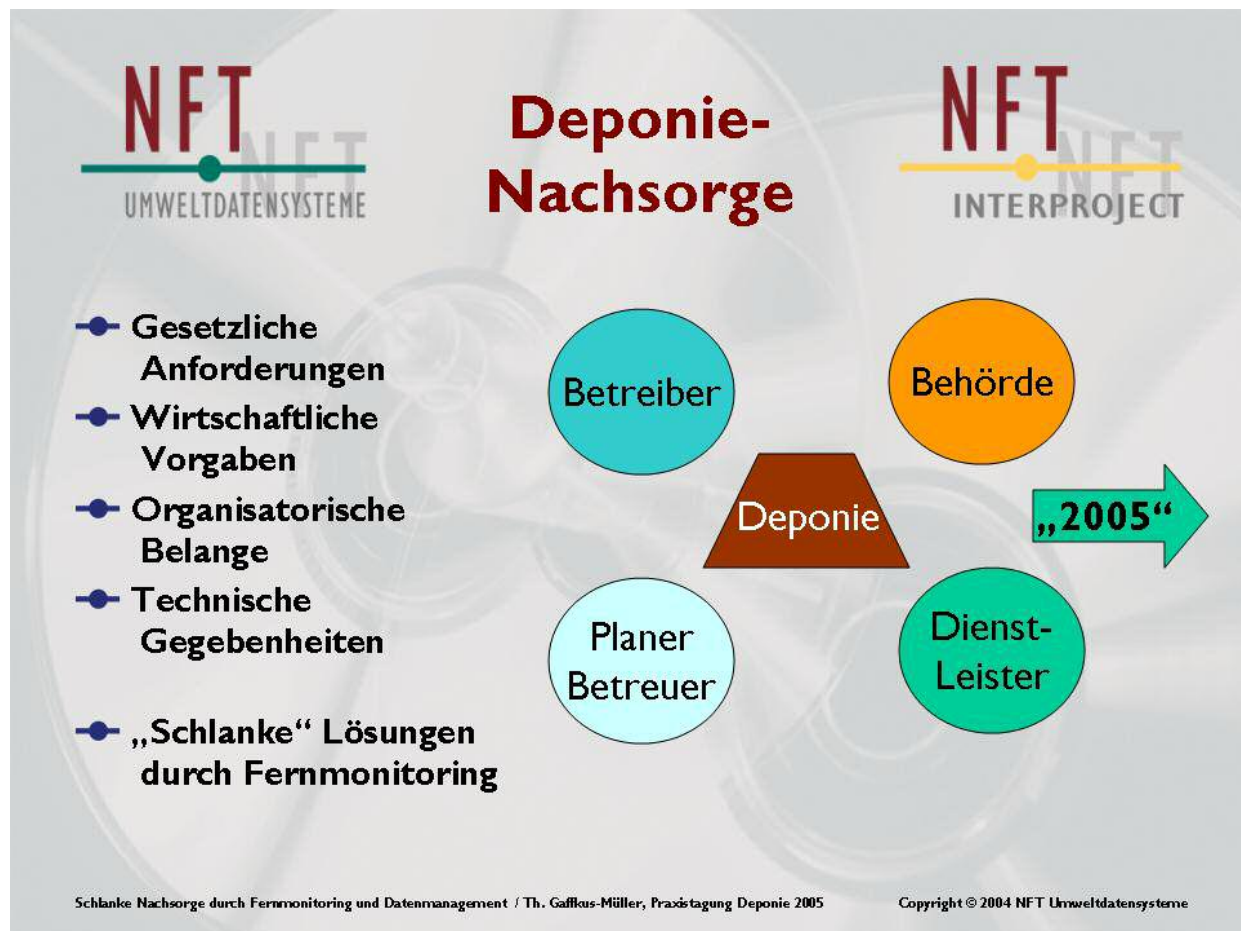 NFT
NFT
UMWELTDATENSYSTEME
Deponie-
Nachsorge
NFT
NFT
INTERPROJECT
Gesetzliche
Anforderungen
Wirtschaftliche
Vorgaben
Organisatorische
Belange
Technische
Gegebenheiten
„Schlanke“ Lösungen
durch Fernmonitoring
Betreiber
Behörde
Deponie
„2005“
Planer
Betreuer
Dienst-
Leister
Schlanke Nachsorge durch Fernmonitoring und Datenmanagement / Th. Gaffkus-Müller, Praxistagung Deponie 2005
Copyright © 2004 NFT Umweltdatensysteme